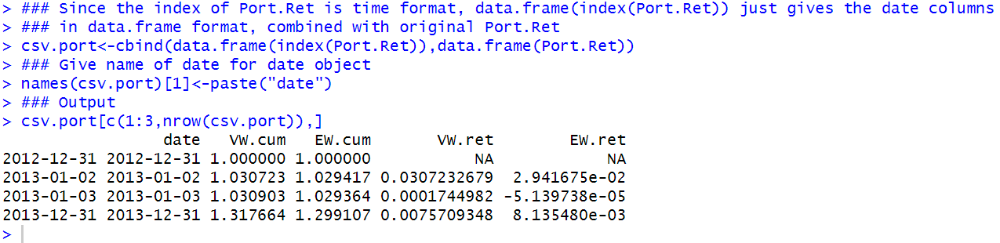 > ### Since the index of Port.Ret is time format, data.frame(index(Port.Ret)) just gives the date columns
> ### in data.frame format, combined with original Port.Ret
> csv.port<-cbind(data.frame(index(Port.Ret)),data.frame(Port.Ret))
> ### Give name of date for date object
> names(csv.port)[1]<-paste("date")
> ### Output
> csv.port[c(1:3,nrow(csv.port)),]
                 date   VW.cum   EW.cum       VW.ret        EW.ret
2012-12-31 2012-12-31 1.000000 1.000000           NA            NA
2013-01-02 2013-01-02 1.030723 1.029417 0.0307232679  2.941675e-02
2013-01-03 2013-01-03 1.030903 1.029364 0.0001744982 -5.139738e-05
2013-12-31 2013-12-31 1.317664 1.299107 0.0075709348  8.135480e-03
>